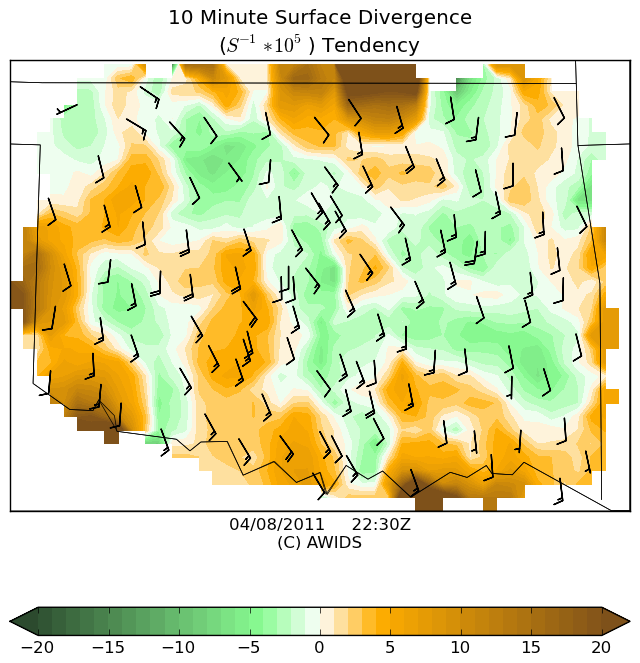 10 Minute Surface Divergence
(S⁻¹ *10⁵ ) Tendency
04/08/2011 22:30Z
(C) AWIDS
−20 −15 −10 −5 0 5 10 15 20